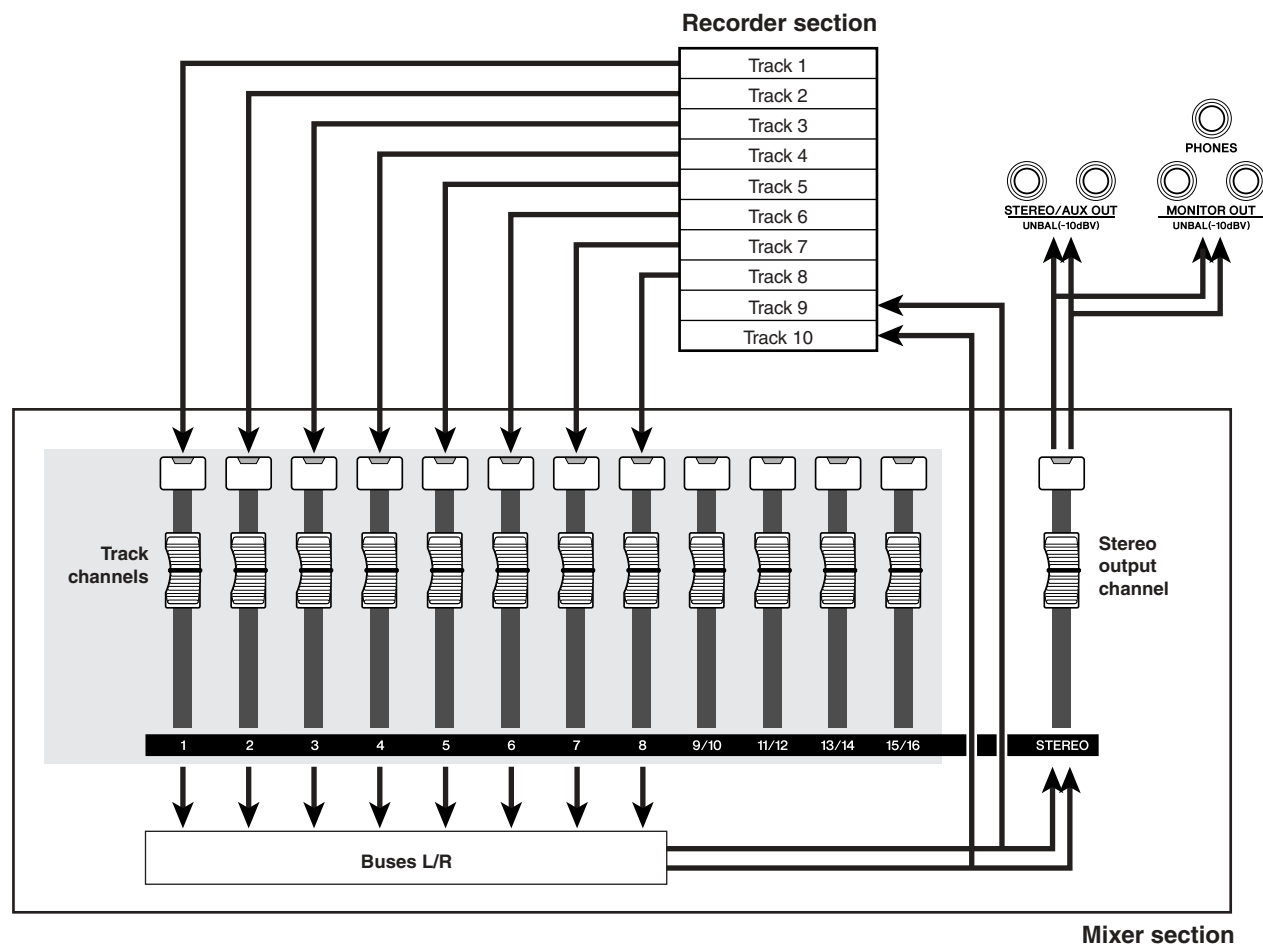 Recorder section
Track 1
Track 2
Track 3
Track 4
Track 5
Track 6
Track 7
Track 8
Track 9
Track 10
PHONES
STEREO/AUX OUT
UNBAL(-10dBV)
MONITOR OUT
UNBAL(-10dBV)
Track
channels
Stereo
output
channel
1 2 3 4 5 6 7 8 9/10 11/12 13/14 15/16 STEREO
Buses L/R
Mixer section